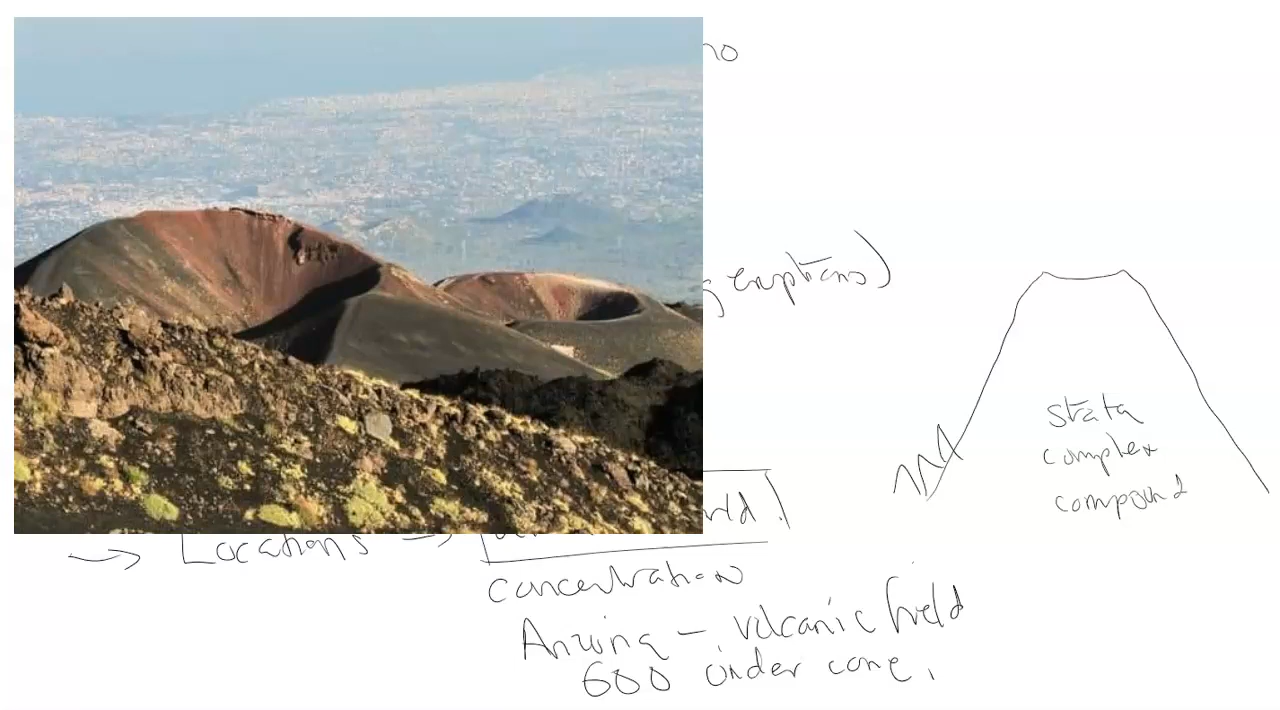 no
eruptions)
strata
complex
compound
→ Locations →
concentration
Arizona - volcanic field
600 cinder cone.